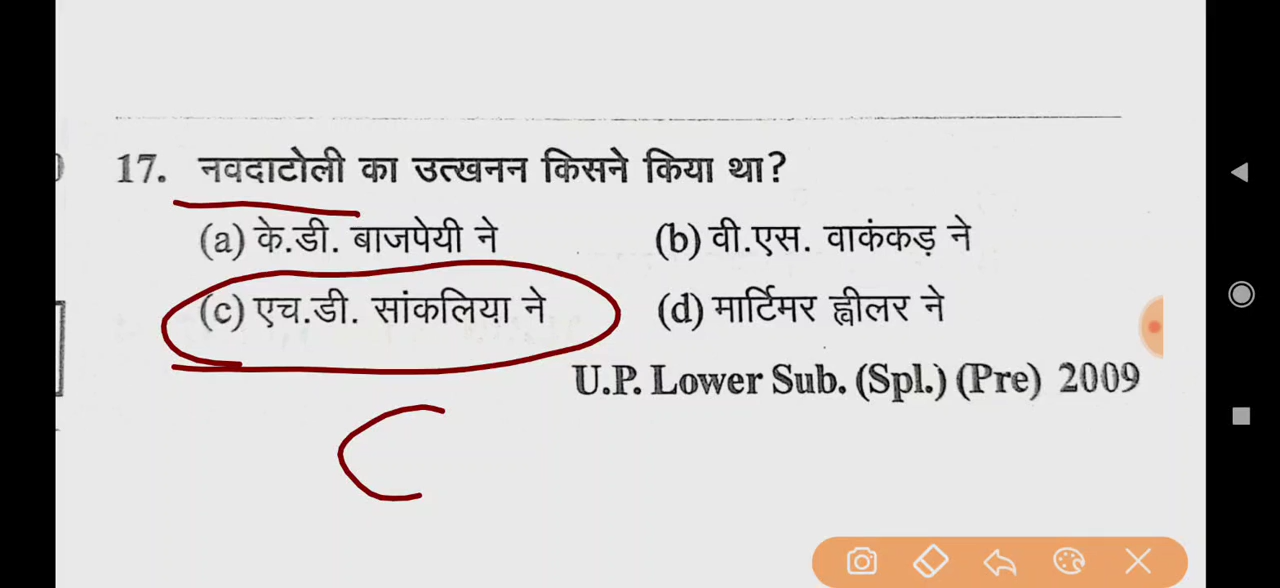 17. नवदाटोली का उत्खनन किसने किया था?
(a) के.डी. बाजपेयी ने (b) वी.एस. वाकंकड़ ने
(c) एच.डी. सांकलिया ने (d) मार्टिमर ह्वीलर ने
U.P. Lower Sub. (Spl.) (Pre) 2009
C